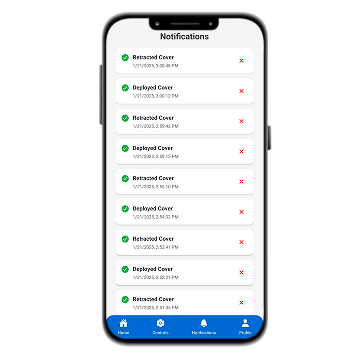 Notifications
Retracted Cover
1/21/2025, 3:00:48 PM
Deployed Cover
1/21/2025, 3:00:12 PM
Retracted Cover
1/21/2025, 2:59:43 PM
Deployed Cover
1/21/2025, 2:59:15 PM
Retracted Cover
1/21/2025, 2:55:10 PM
Deployed Cover
1/21/2025, 2:54:32 PM
Retracted Cover
1/21/2025, 2:52:41 PM
Deployed Cover
1/21/2025, 2:52:21 PM
Retracted Cover
1/21/2025, 2:51:35 PM
Home Controls Notifications Profile